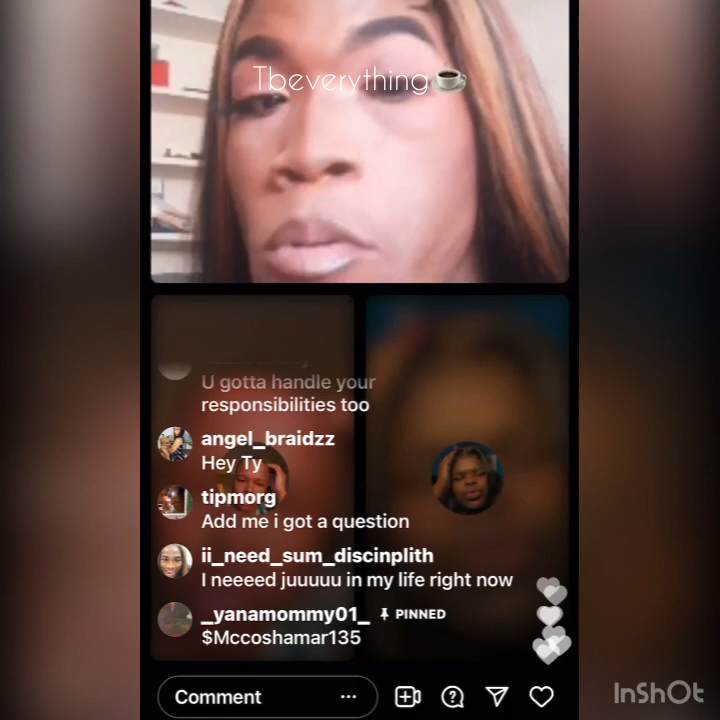 Tbeverything☕
U gotta handle your
responsibilities too
angel_braidzz
Hey Ty
tipmorg
Add me i got a question
ii_need_sum_discinplith
I neeeed juuuuu in my life right now
_yanamommy01_ PINNED
$Mccoshamar135
Comment
InShOt